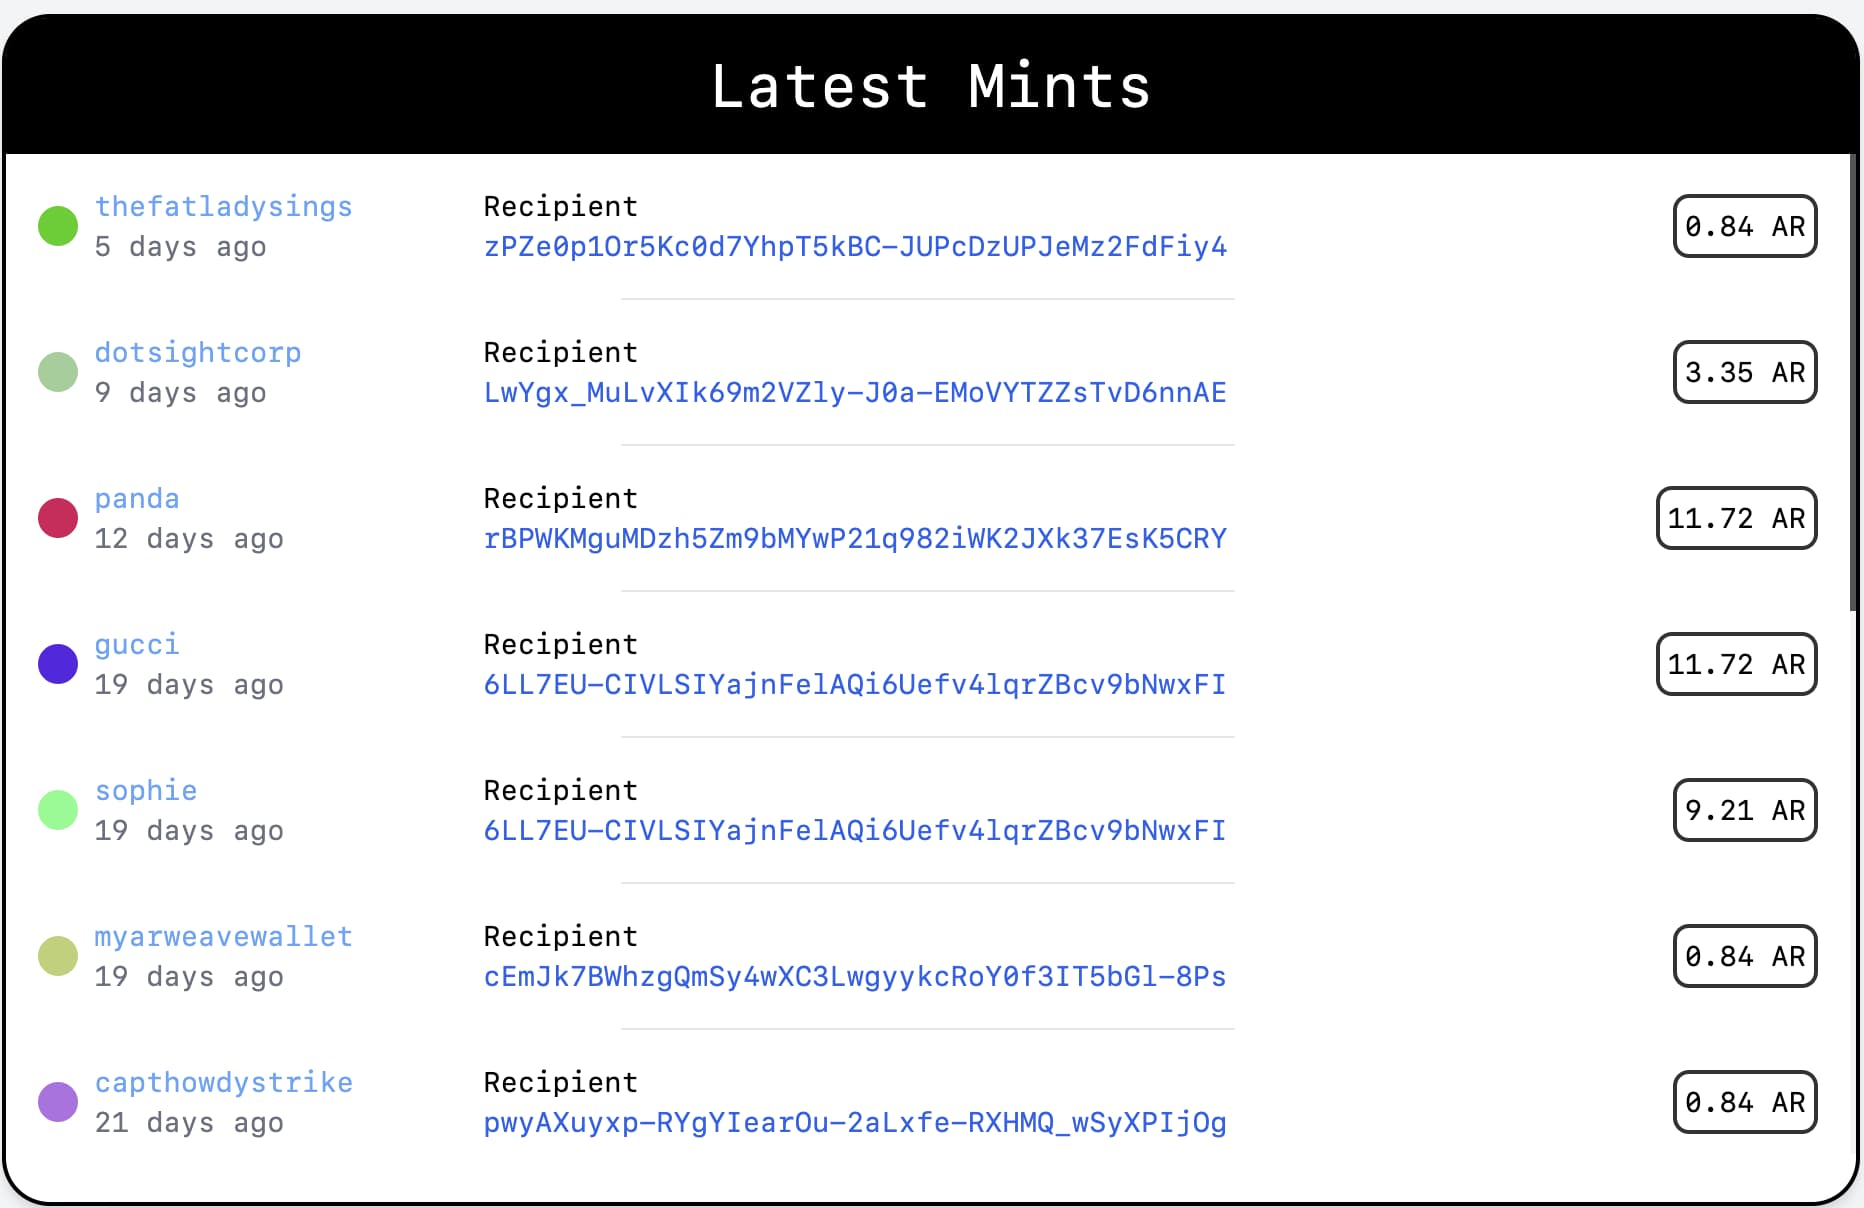 Latest Mints
thefatladysings
5 days ago
Recipient
zPZe0p1Or5Kc0d7YhpT5kBC-JUPcDzUPJeMz2FdFiy4
0.84 AR
dotsightcorp
9 days ago
Recipient
LwYgx_MuLvXIk69m2VZly-J0a-EMoVYTZZsTvD6nnAE
3.35 AR
panda
12 days ago
Recipient
rBPWKMguMDzh5Zm9bMYwP21q982iWK2JXk37EsK5CRY
11.72 AR
gucci
19 days ago
Recipient
6LL7EU-CIVLSIYajnFelAQi6Uefv4lqrZBcv9bNwxFI
11.72 AR
sophie
19 days ago
Recipient
6LL7EU-CIVLSIYajnFelAQi6Uefv4lqrZBcv9bNwxFI
9.21 AR
myarweavewallet
19 days ago
Recipient
cEmJk7BWhzgQmSy4wXC3LwgyykcRoY0f3IT5bGl-8Ps
0.84 AR
capthowdystrike
21 days ago
Recipient
pwyAXuyxp-RYgYIearOu-2aLxfe-RXHMQ_wSyXPIjOg
0.84 AR